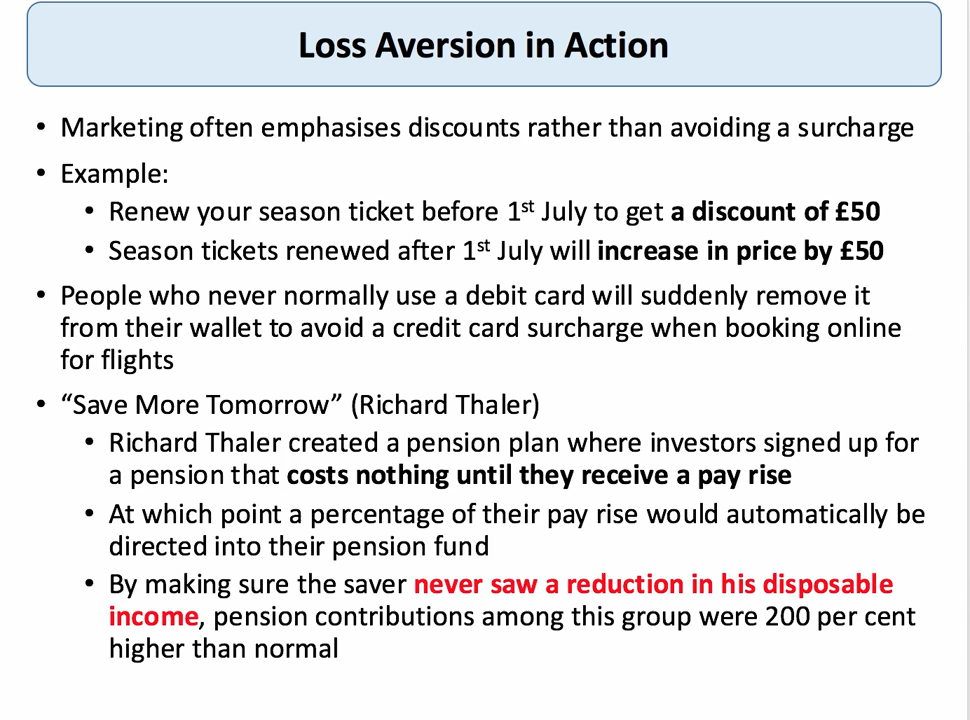 Loss Aversion in Action
• Marketing often emphasises discounts rather than avoiding a surcharge
• Example:
• Renew your season ticket before 1st July to get a discount of £50
• Season tickets renewed after 1st July will increase in price by £50
• People who never normally use a debit card will suddenly remove it
from their wallet to avoid a credit card surcharge when booking online
for flights
• “Save More Tomorrow” (Richard Thaler)
• Richard Thaler created a pension plan where investors signed up for
a pension that costs nothing until they receive a pay rise
• At which point a percentage of their pay rise would automatically be
directed into their pension fund
• By making sure the saver never saw a reduction in his disposable
income, pension contributions among this group were 200 per cent
higher than normal